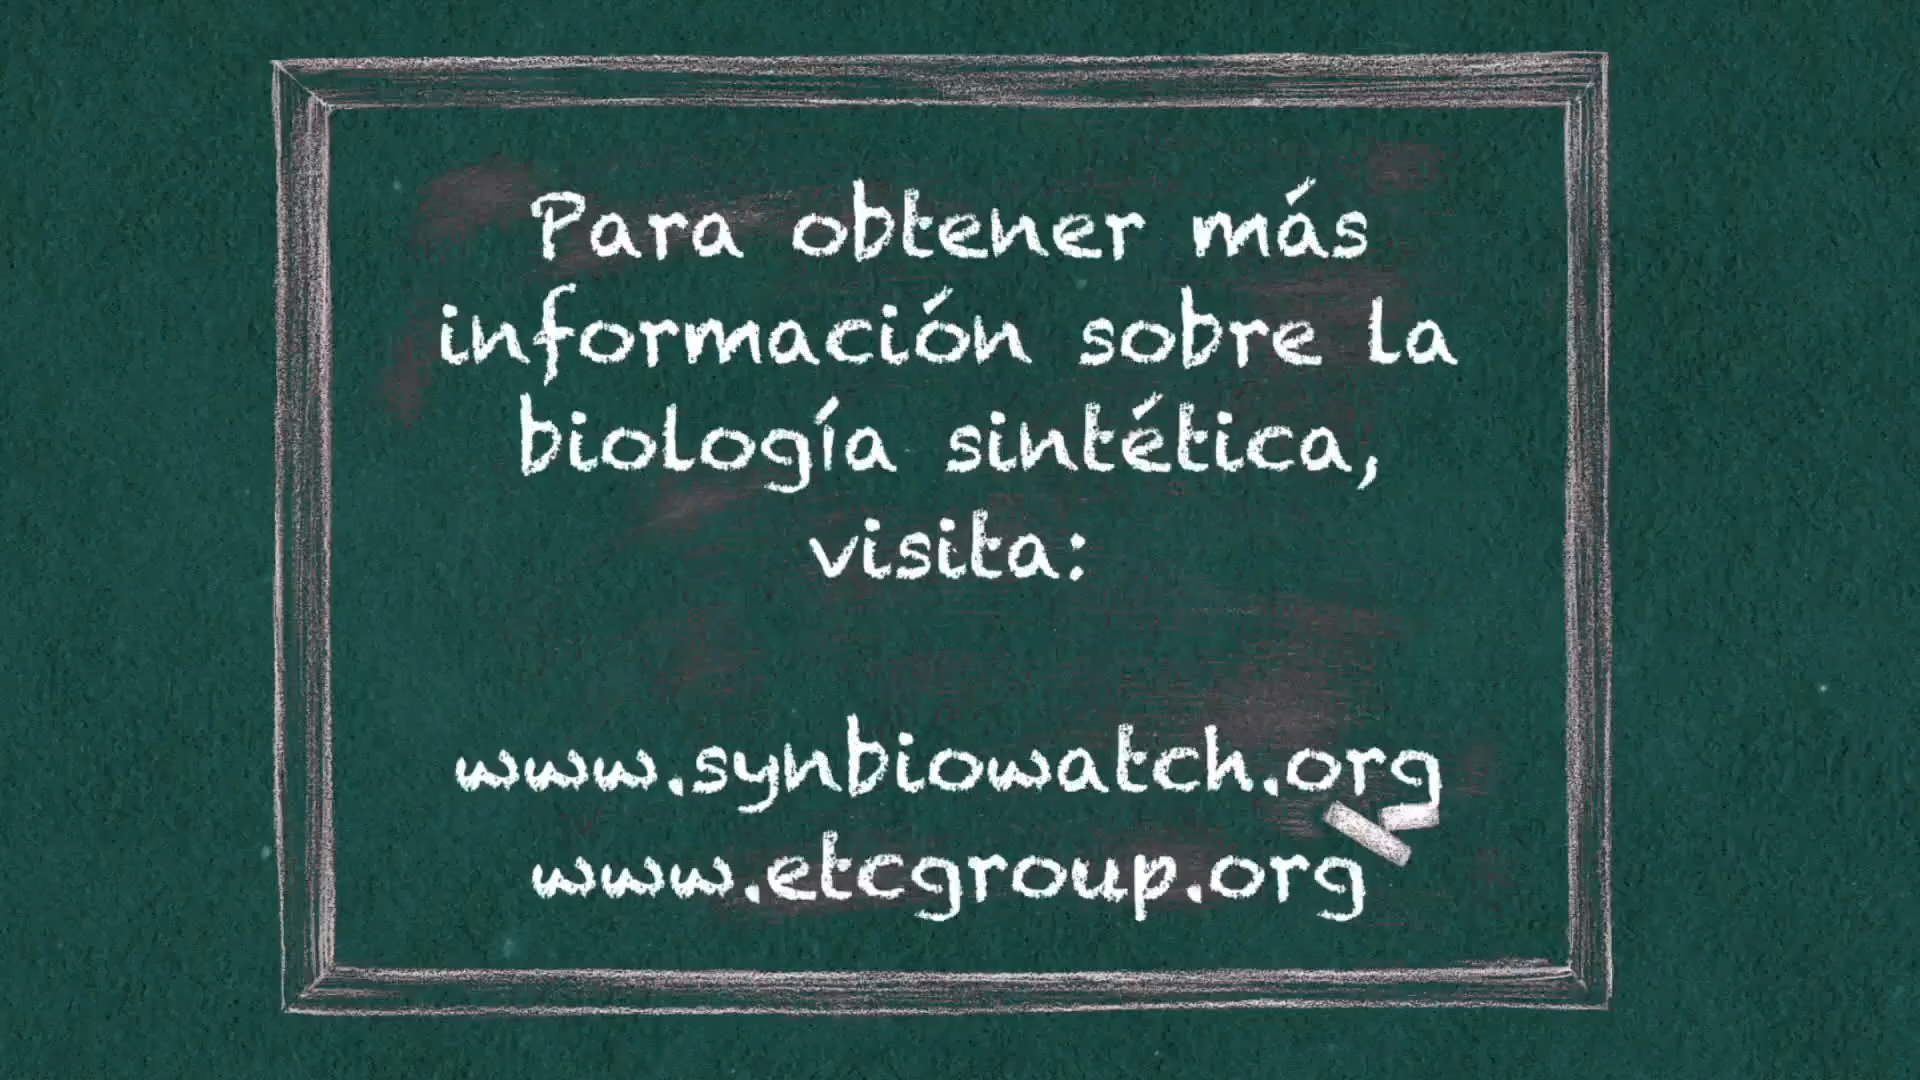 Para obtener más
información sobre la
biología sintética,
visita:
www.synbiowatch.org
www.etcgroup.org